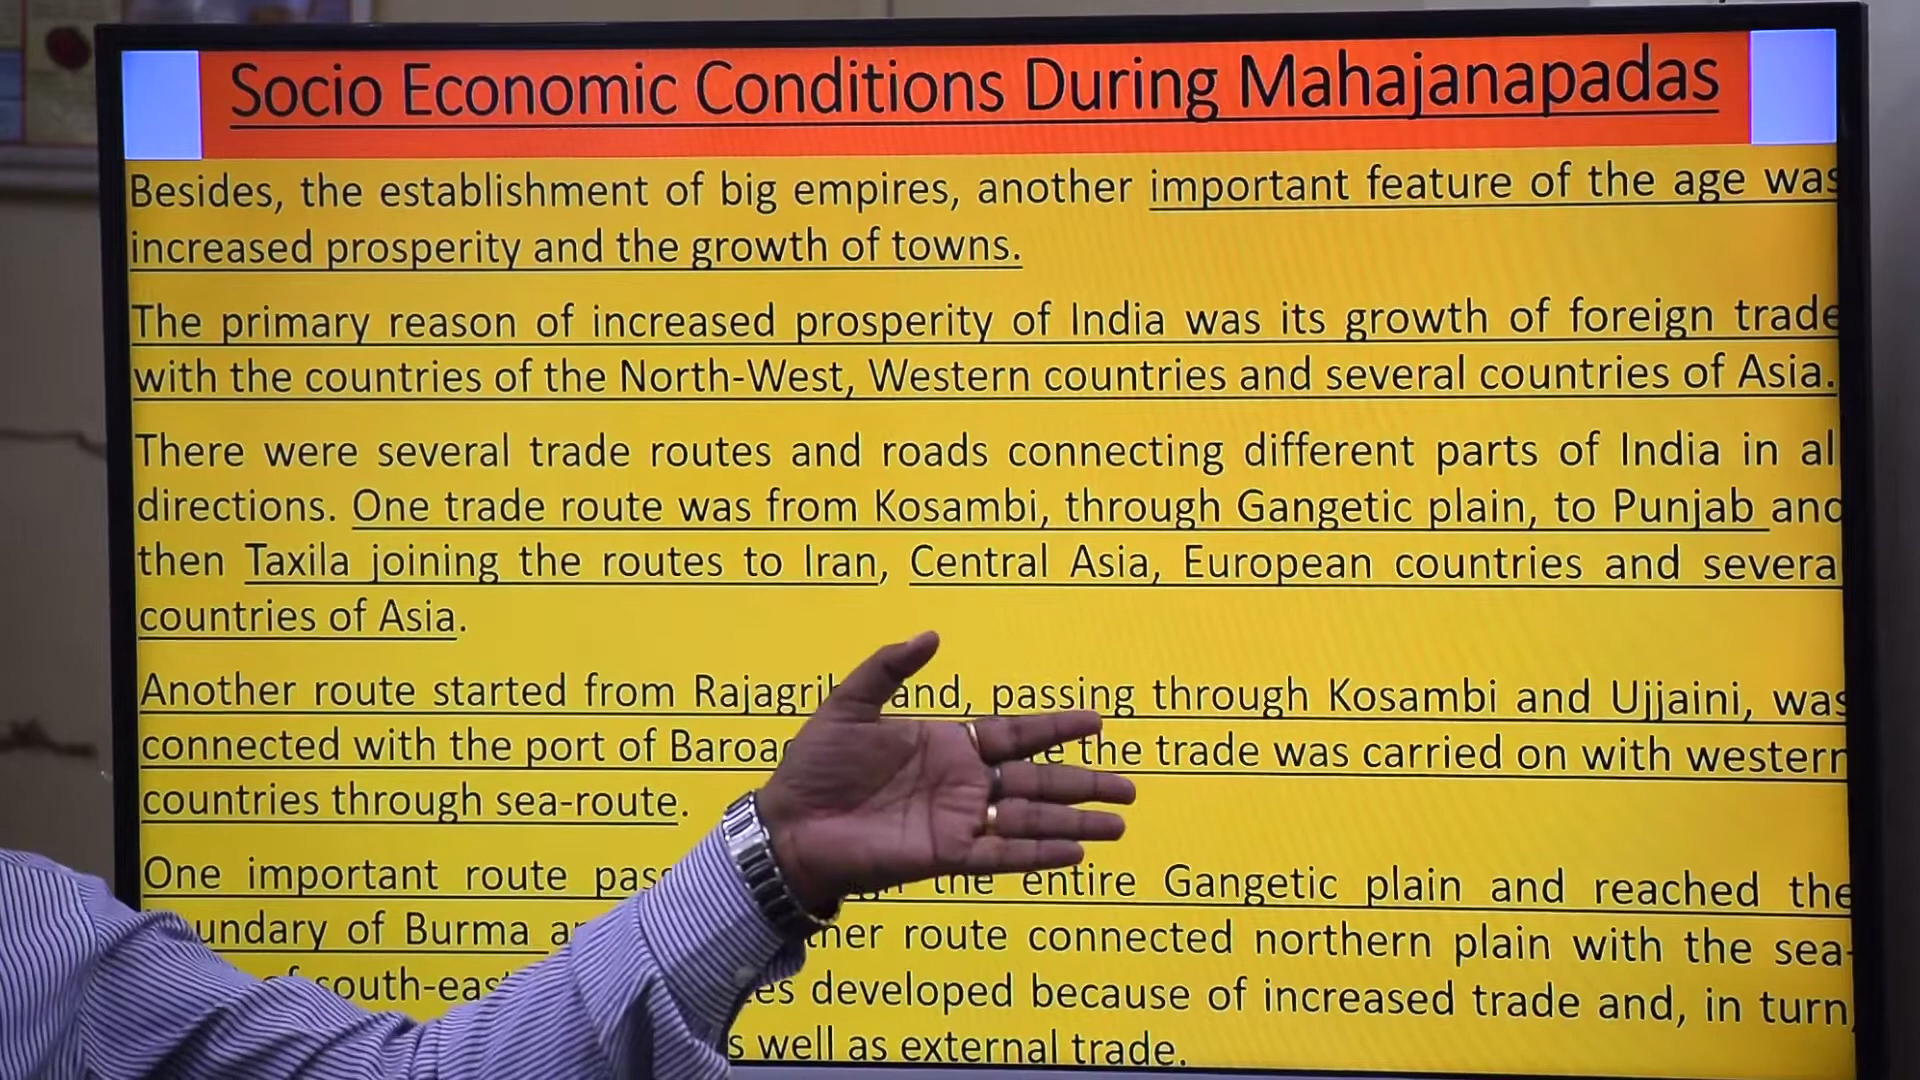 Socio Economic Conditions During Mahajanapadas
Besides, the establishment of big empires, another important feature of the age was
increased prosperity and the growth of towns.
The primary reason of increased prosperity of India was its growth of foreign trade
with the countries of the North-West, Western countries and several countries of Asia.
There were several trade routes and roads connecting different parts of India in al
directions. One trade route was from Kosambi, through Gangetic plain, to Punjab and
then Taxila joining the routes to Iran, Central Asia, European countries and severa
countries of Asia.
Another route started from and, passing through Kosambi and Ujjaini, was
connected with the port of the trade was carried on with western
countries through sea-route.
One important route the entire Gangetic plain and reached the
of Burma route connected northern plain with the sea-
developed because of increased trade and, in turn,
well as external trade.